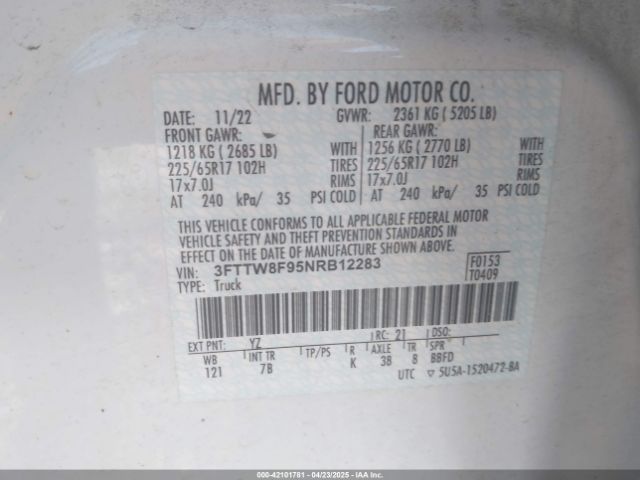 MFD. BY FORD MOTOR CO.
DATE: 11/22 GVWR: 2361 KG ( 5205 LB)
FRONT GAWR: REAR GAWR:
1218 KG ( 2685 LB) WITH 1256 KG ( 2770 LB) WITH
225/65R17 102H TIRES 225/65R17 102H TIRES
17x7.0J RIMS 17x7.0J RIMS
AT 240 kPa/ 35 PSI COLD AT 240 kPa/ 35 PSI COLD
THIS VEHICLE CONFORMS TO ALL APPLICABLE FEDERAL MOTOR
VEHICLE SAFETY AND THEFT PREVENTION STANDARDS IN
EFFECT ON THE DATE OF MANUFACTURE SHOWN ABOVE.
VIN: 3FTTW8F95NRB12283 F0153
TYPE: Truck T0409
EXT PNT: YZ RC: 21 DSO:
WB INT TR TP/PS R AXLE TR SPR
121 7B K 38 8 BBFD
UTC ▽ 5U5A-1520472-BA
000-42101761 - 04/23/2025 - IAAI.COM